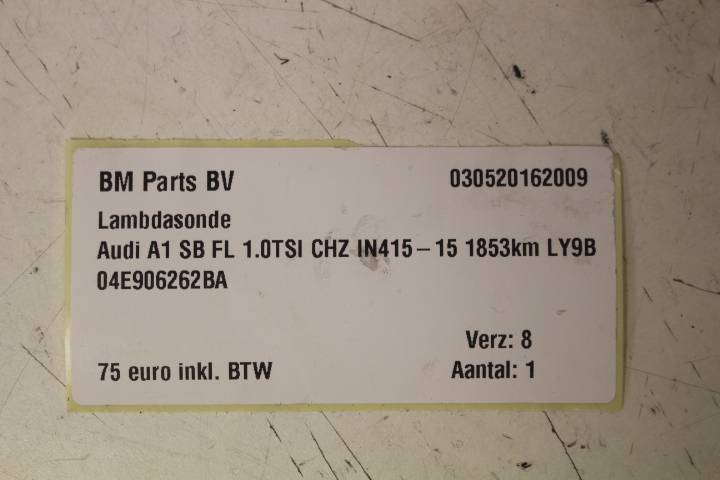 BM Parts BV 030520162009
Lambdasonde
Audi A1 SB FL 1.0TSI CHZ IN415-15 1853km LY9B
04E906262BA
Verz: 8
75 euro inkl. BTW Aantal: 1